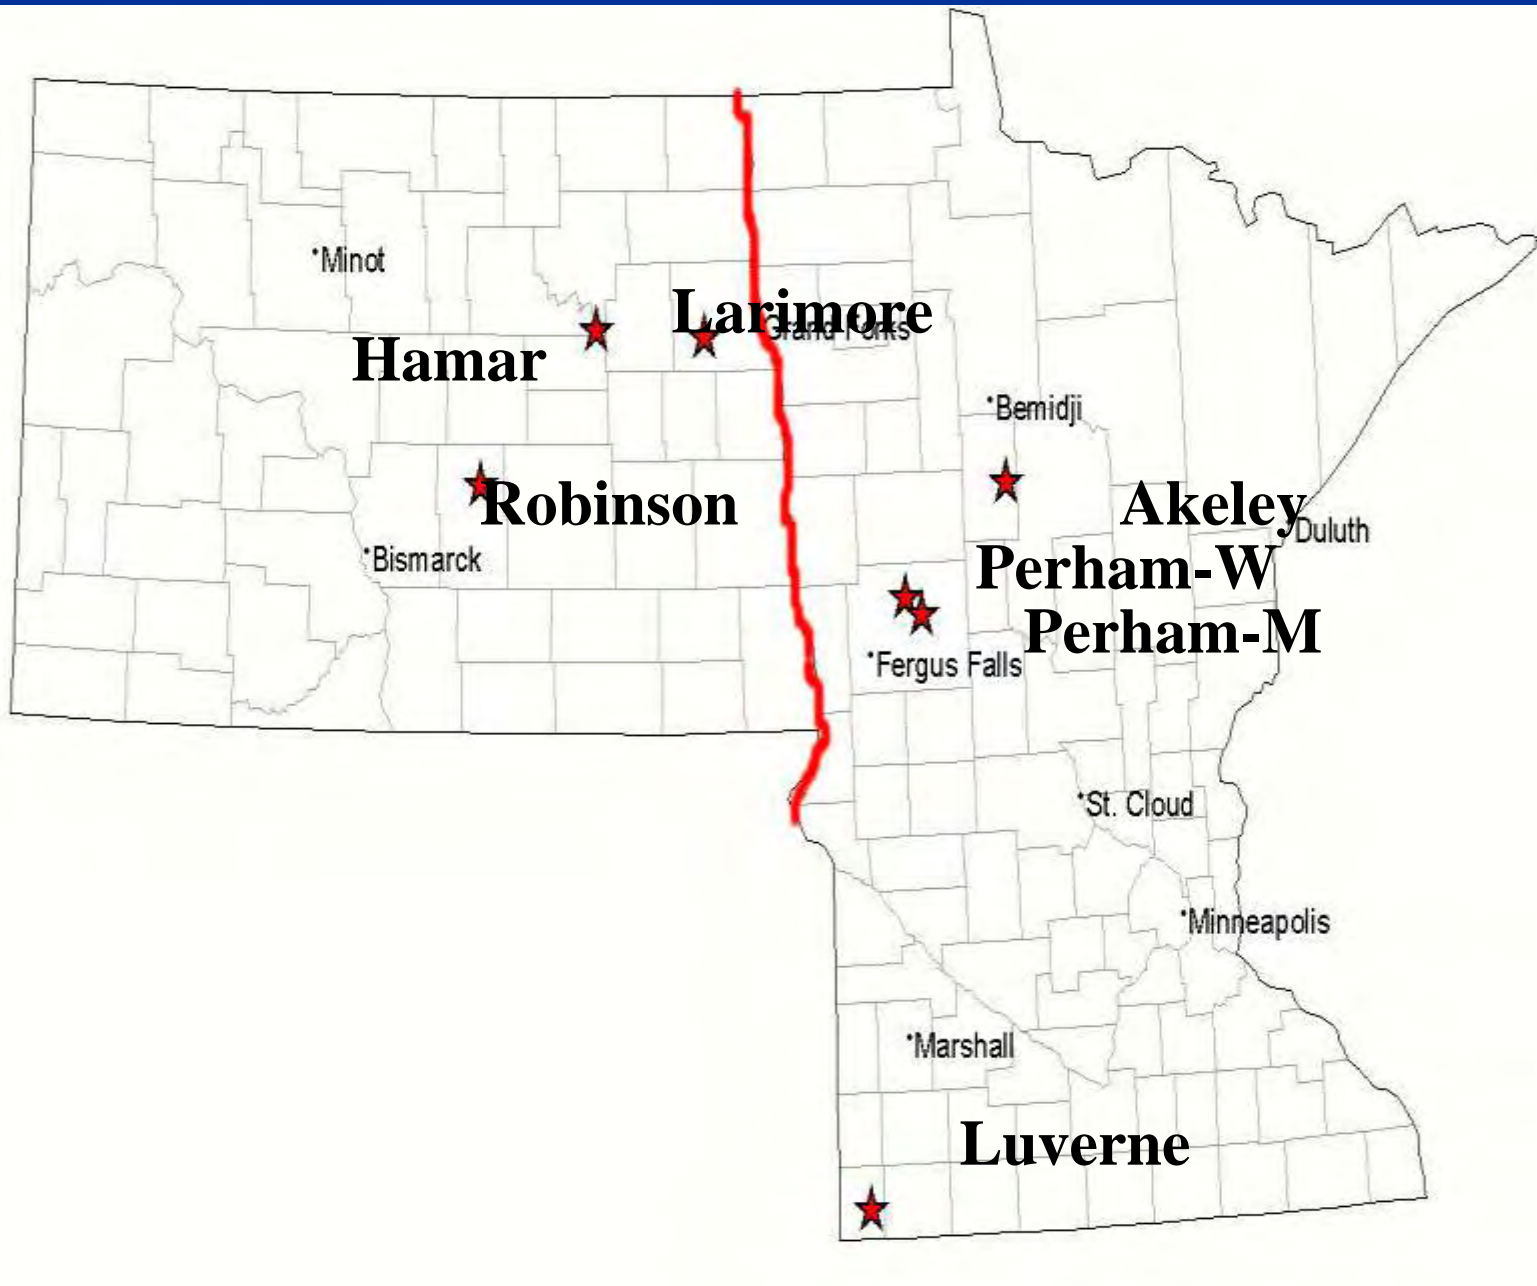 Minot
Larimore
Grand Forks
Hamar
Bemidji
Robinson
Akeley
Duluth
Bismarck
Perham-W
Perham-M
Fergus Falls
St. Cloud
Minneapolis
Marshall
Luverne